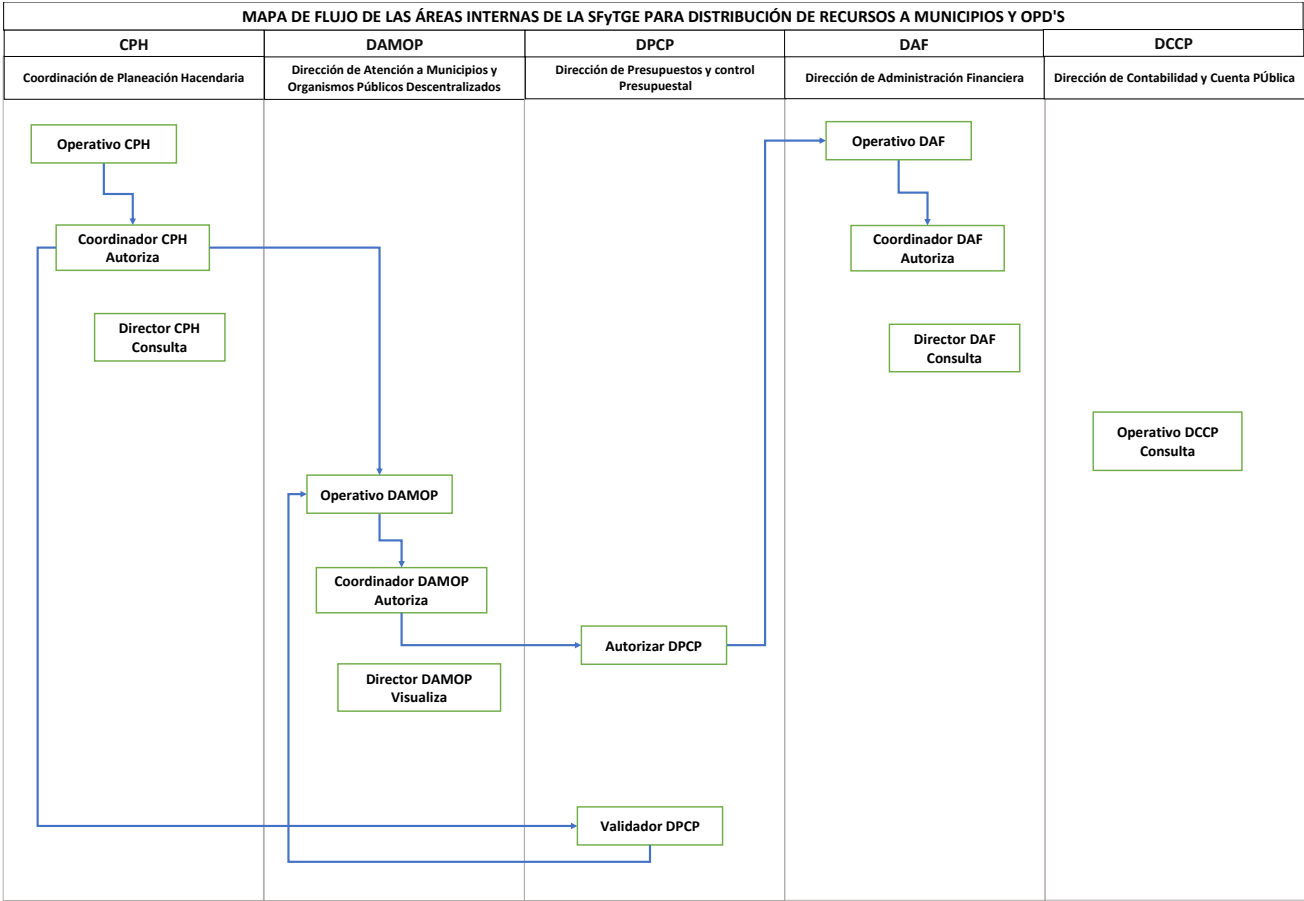 MAPA DE FLUJO DE LAS ÁREAS INTERNAS DE LA SFyTGE PARA DISTRIBUCIÓN DE RECURSOS A MUNICIPIOS Y OPD'S
CPH
DAMOP
DPCP
DAF
DCCP
Coordinación de Planeación Hacendaria
Dirección de Atención a Municipios y
Organismos Públicos Descentralizados
Dirección de Presupuestos y control
Presupuestal
Dirección de Administración Financiera
Dirección de Contabilidad y Cuenta PÚblica
Operativo CPH
Operativo DAF
Coordinador CPH
Autoriza
Coordinador DAF
Autoriza
Director CPH
Consulta
Director DAF
Consulta
Operativo DCCP
Consulta
Operativo DAMOP
Coordinador DAMOP
Autoriza
Autorizar DPCP
Director DAMOP
Visualiza
Validador DPCP